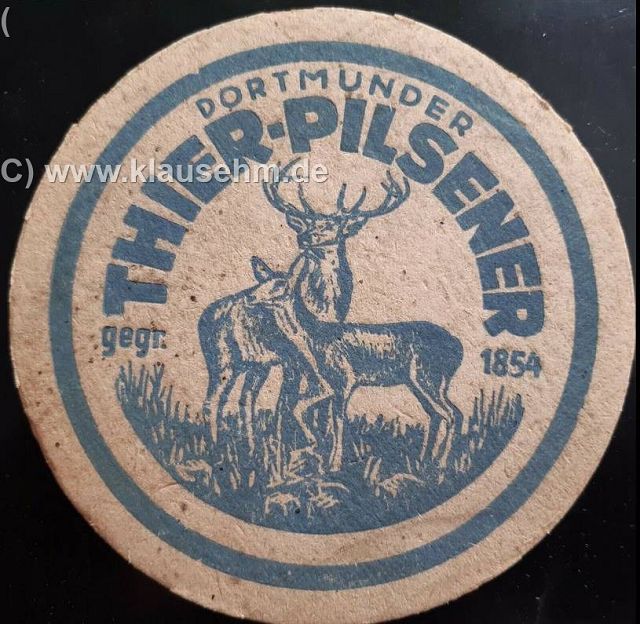 (
C) www.klausehm.de
DORTMUNDER
THIER-PILSENER
gegr. 1854